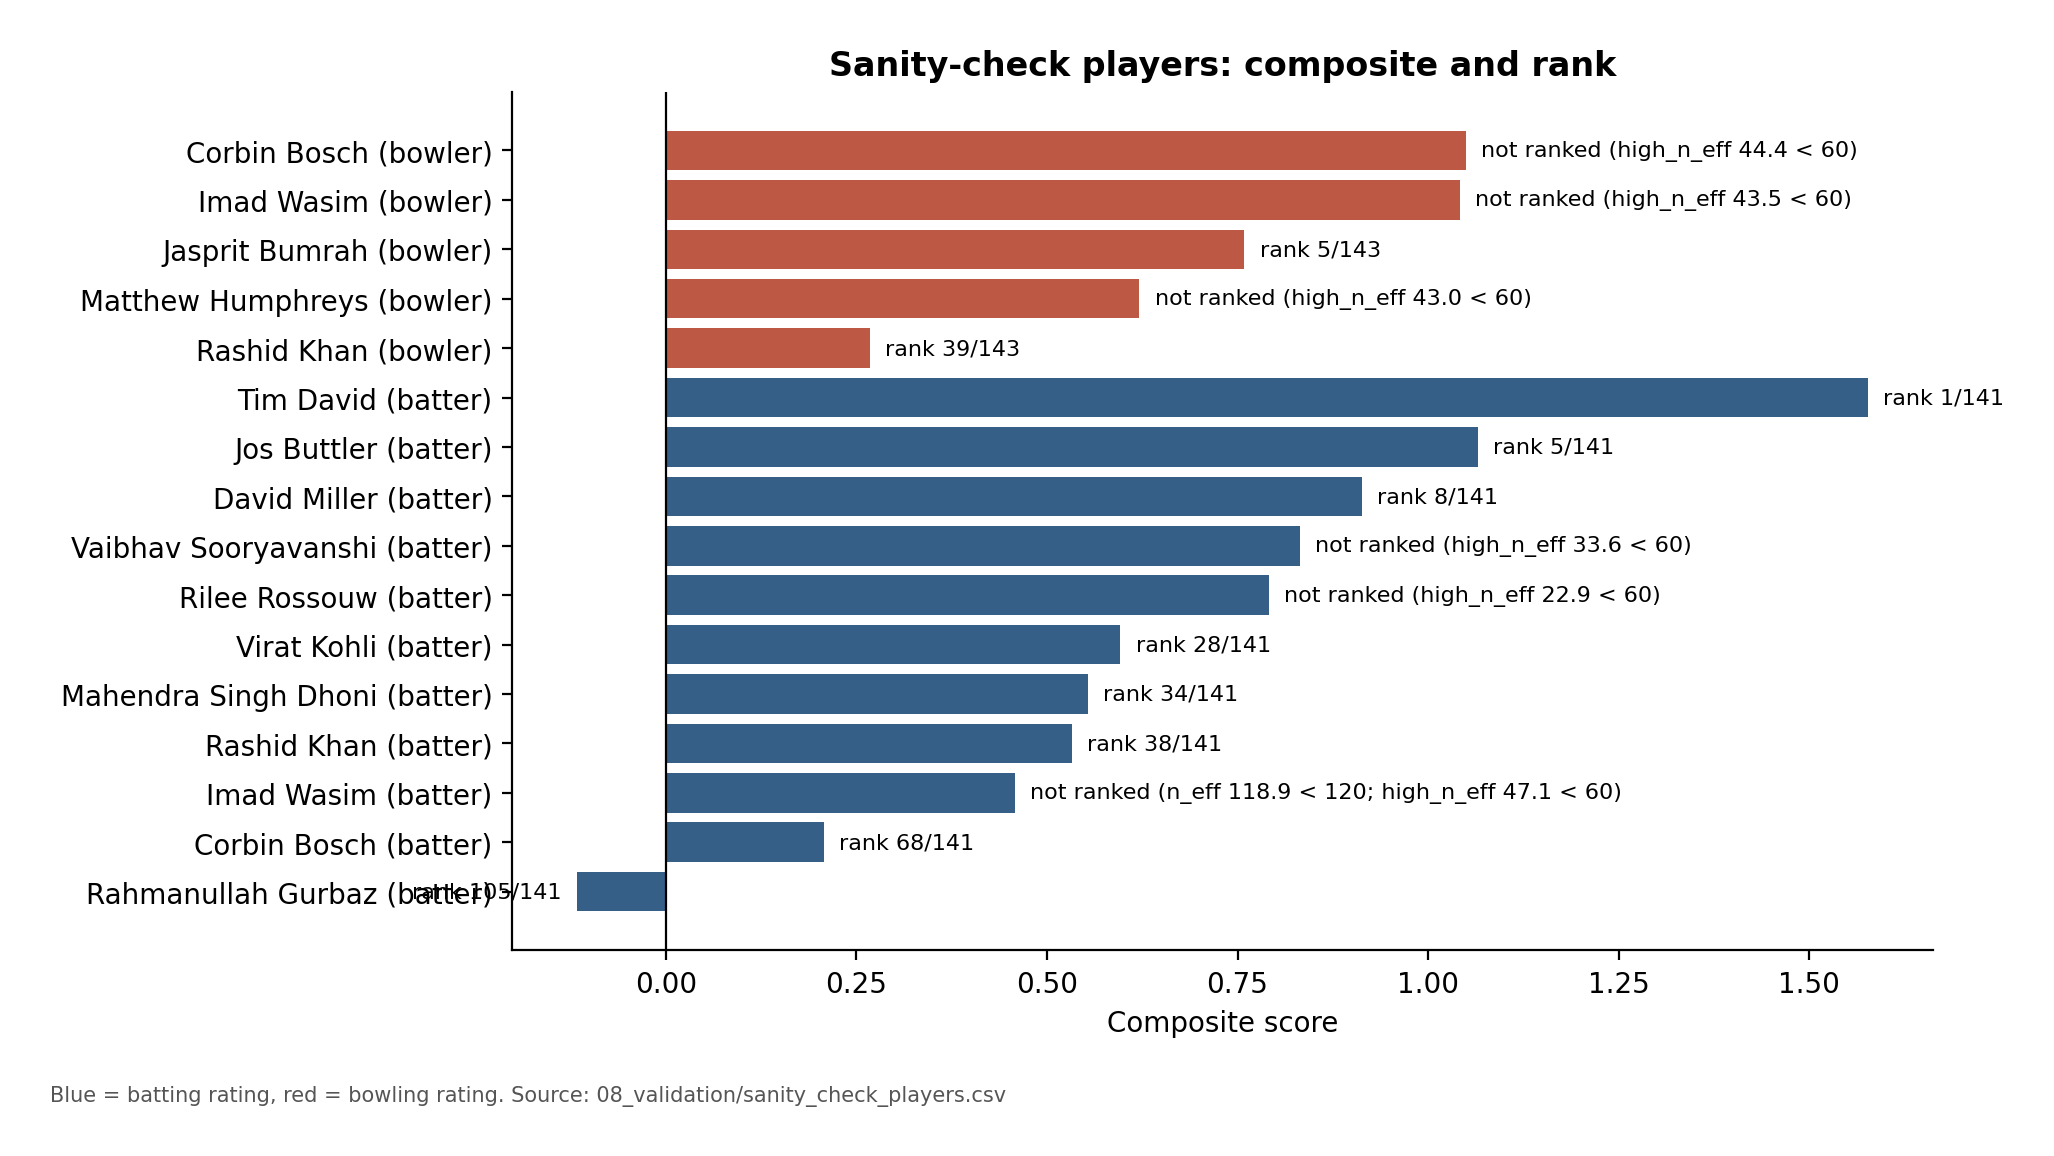 Sanity-check players: composite and rank
Corbin Bosch (bowler) not ranked (high_n_eff 44.4 < 60)
Imad Wasim (bowler) not ranked (high_n_eff 43.5 < 60)
Jasprit Bumrah (bowler) rank 5/143
Matthew Humphreys (bowler) not ranked (high_n_eff 43.0 < 60)
Rashid Khan (bowler) rank 39/143
Tim David (batter) rank 1/141
Jos Buttler (batter) rank 5/141
David Miller (batter) rank 8/141
Vaibhav Sooryavanshi (batter) not ranked (high_n_eff 33.6 < 60)
Rilee Rossouw (batter) not ranked (high_n_eff 22.9 < 60)
Virat Kohli (batter) rank 28/141
Mahendra Singh Dhoni (batter) rank 34/141
Rashid Khan (batter) rank 38/141
Imad Wasim (batter) not ranked (n_eff 118.9 < 120; high_n_eff 47.1 < 60)
Corbin Bosch (batter) rank 68/141
Rahmanullah Gurbaz (batter) rank 105/141
0.00 0.25 0.50 0.75 1.00 1.25 1.50
Composite score
Blue = batting rating, red = bowling rating. Source: 08_validation/sanity_check_players.csv